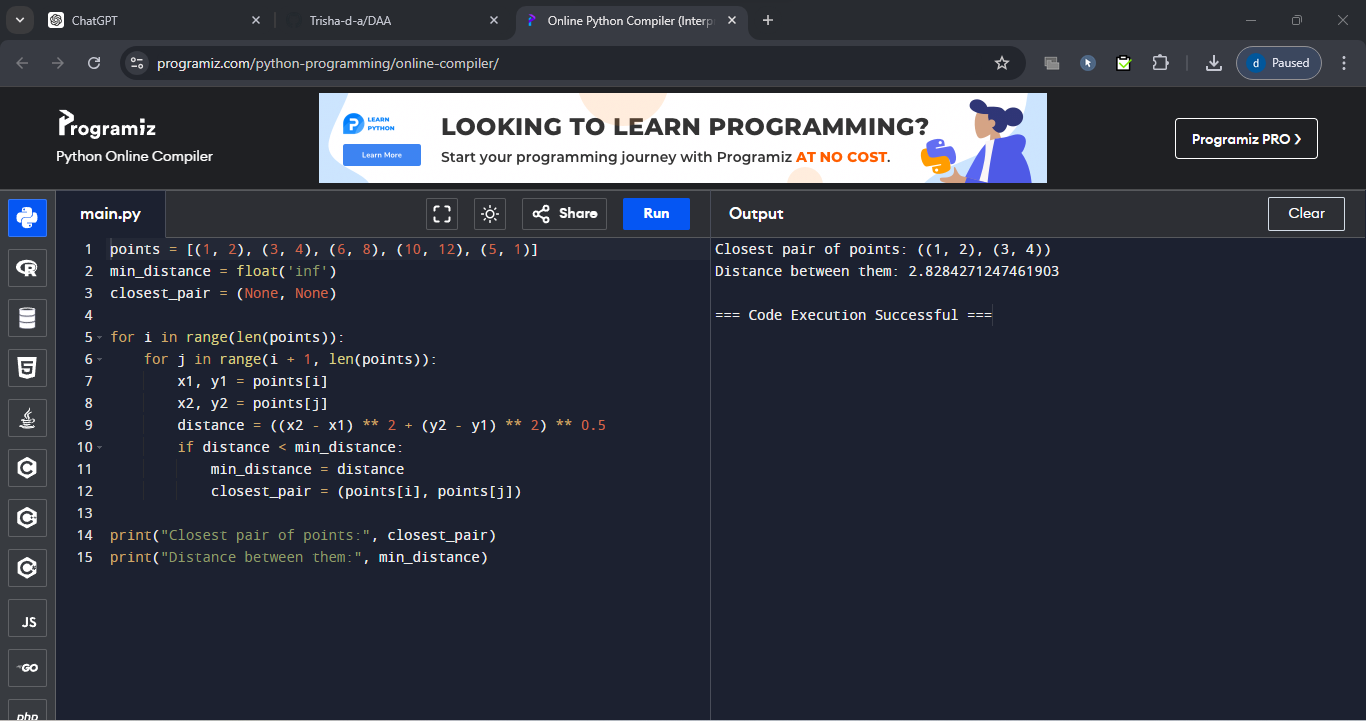 ChatGPT
Trisha-d-a/DAA
Online Python Compiler (Interp
programiz.com/python-programming/online-compiler/
d Paused
Programiz
Python Online Compiler
LEARN
PYTHON
Learn More
LOOKING TO LEARN PROGRAMMING?
Start your programming journey with Programiz AT NO COST.
Programiz PRO >
main.py
Share
Run
Output
Clear
1 points = [(1, 2), (3, 4), (6, 8), (10, 12), (5, 1)]
2 min_distance = float('inf')
3 closest_pair = (None, None)
4
5 for i in range(len(points)):
6     for j in range(i + 1, len(points)):
7         x1, y1 = points[i]
8         x2, y2 = points[j]
9         distance = ((x2 - x1) ** 2 + (y2 - y1) ** 2) ** 0.5
10         if distance < min_distance:
11             min_distance = distance
12             closest_pair = (points[i], points[j])
13
14 print("Closest pair of points:", closest_pair)
15 print("Distance between them:", min_distance)
Closest pair of points: ((1, 2), (3, 4))
Distance between them: 2.8284271247461903
=== Code Execution Successful ===
JS
GO
php